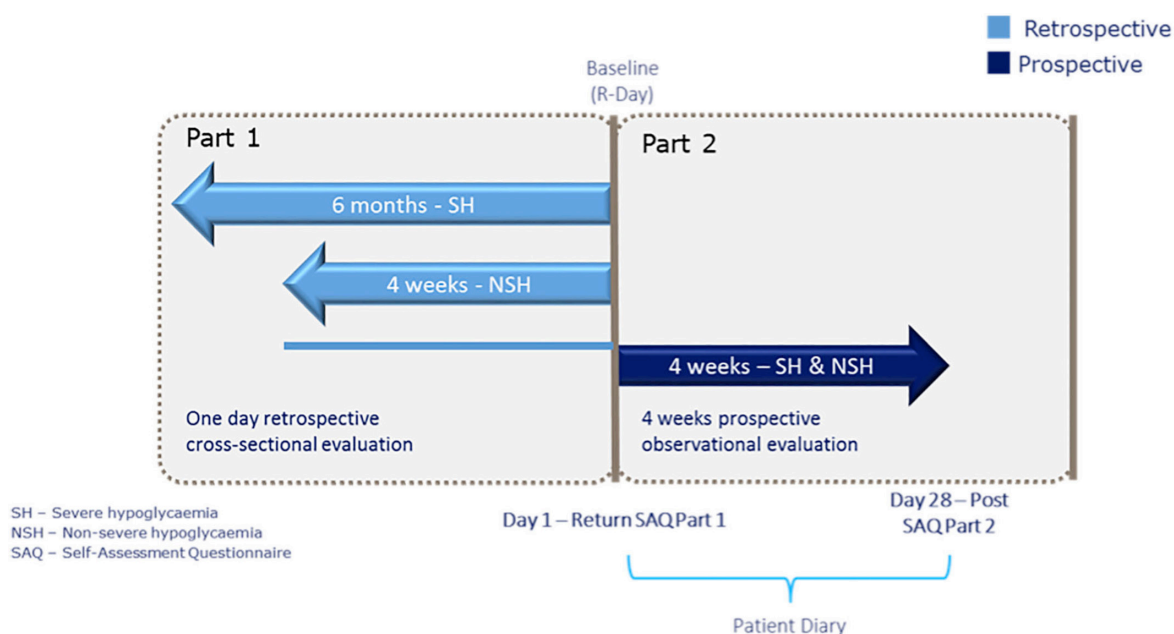 Retrospective
Prospective
Baseline
(R-Day)
Part 1
Part 2
6 months - SH
4 weeks - NSH
4 weeks – SH & NSH
One day retrospective
cross-sectional evaluation
4 weeks prospective
observational evaluation
SH – Severe hypoglycaemia
NSH – Non-severe hypoglycaemia
SAQ – Self-Assessment Questionnaire
Day 1 – Return SAQ Part 1
Day 28 – Post
SAQ Part 2
Patient Diary